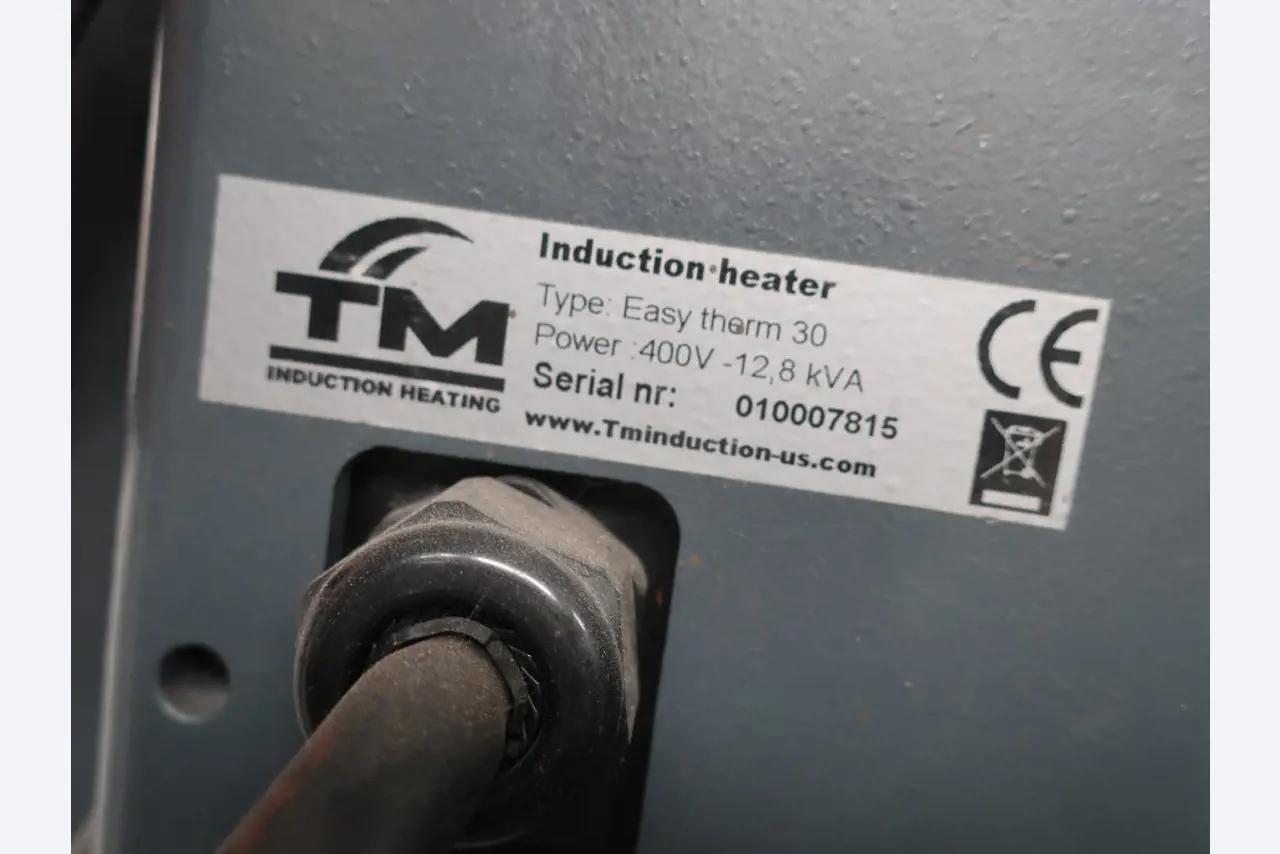 TM
INDUCTION HEATING
Induction heater
Type: Easy therm 30
Power :400V -12,8 kVA
Serial nr: 010007815
www.Tminduction-us.com
CE